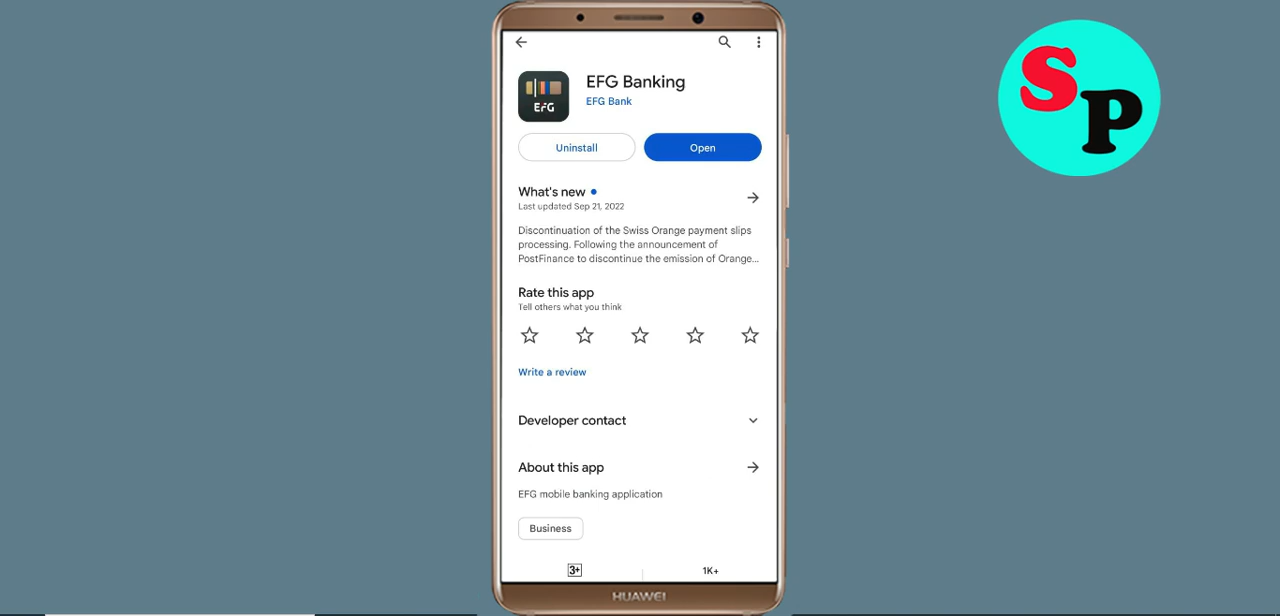 EFG Banking
EFG Bank
EFG
Uninstall
Open
What's new
Last updated Sep 21, 2022
Discontinuation of the Swiss Orange payment slips
processing. Following the announcement of
PostFinance to discontinue the emission of Orange...
Rate this app
Tell others what you think
Write a review
Developer contact
About this app
EFG mobile banking application
Business
3+
1K+
HUAWEI
SP